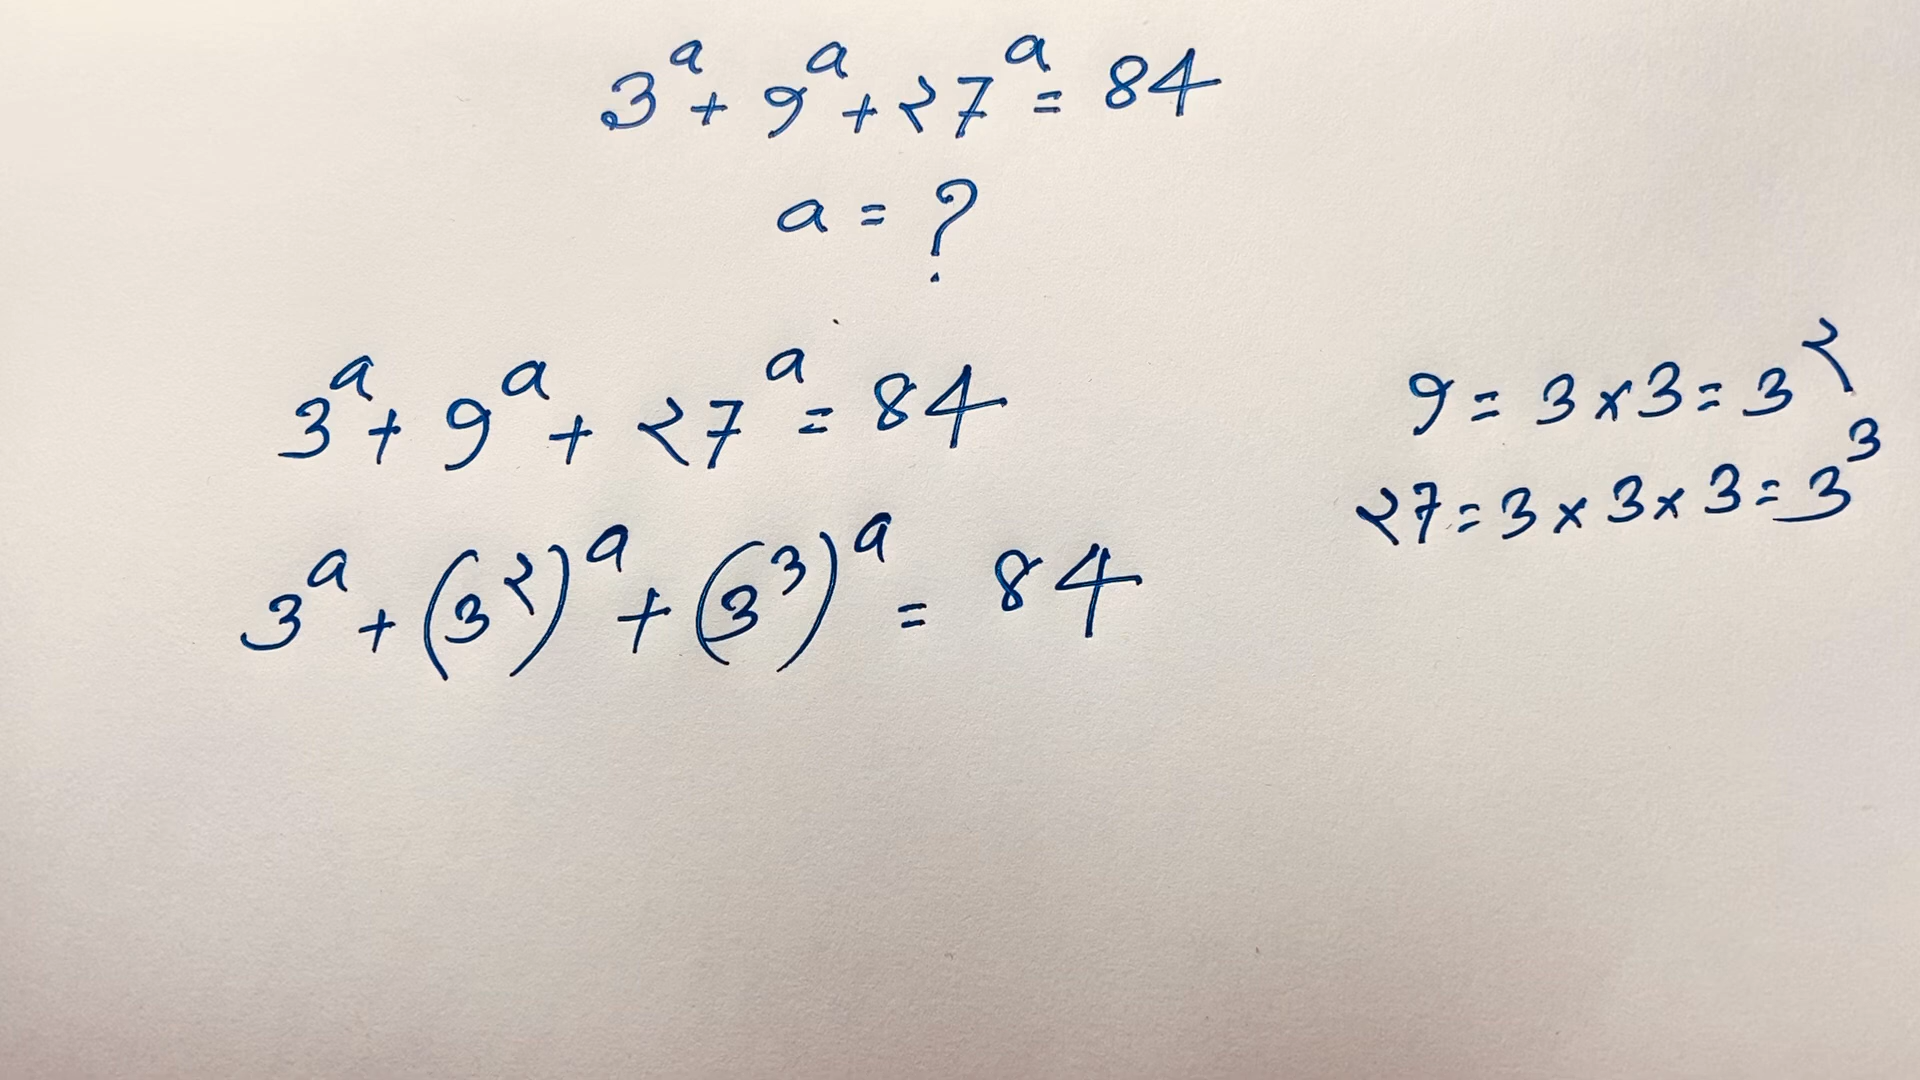 3^a + 9^a + 27^a = 84
a = ?
3^a + 9^a + 27^a = 84
9 = 3 × 3 = 3^2
27 = 3 × 3 × 3 = 3^3
3^a + (3^2)^a + (3^3)^a = 84